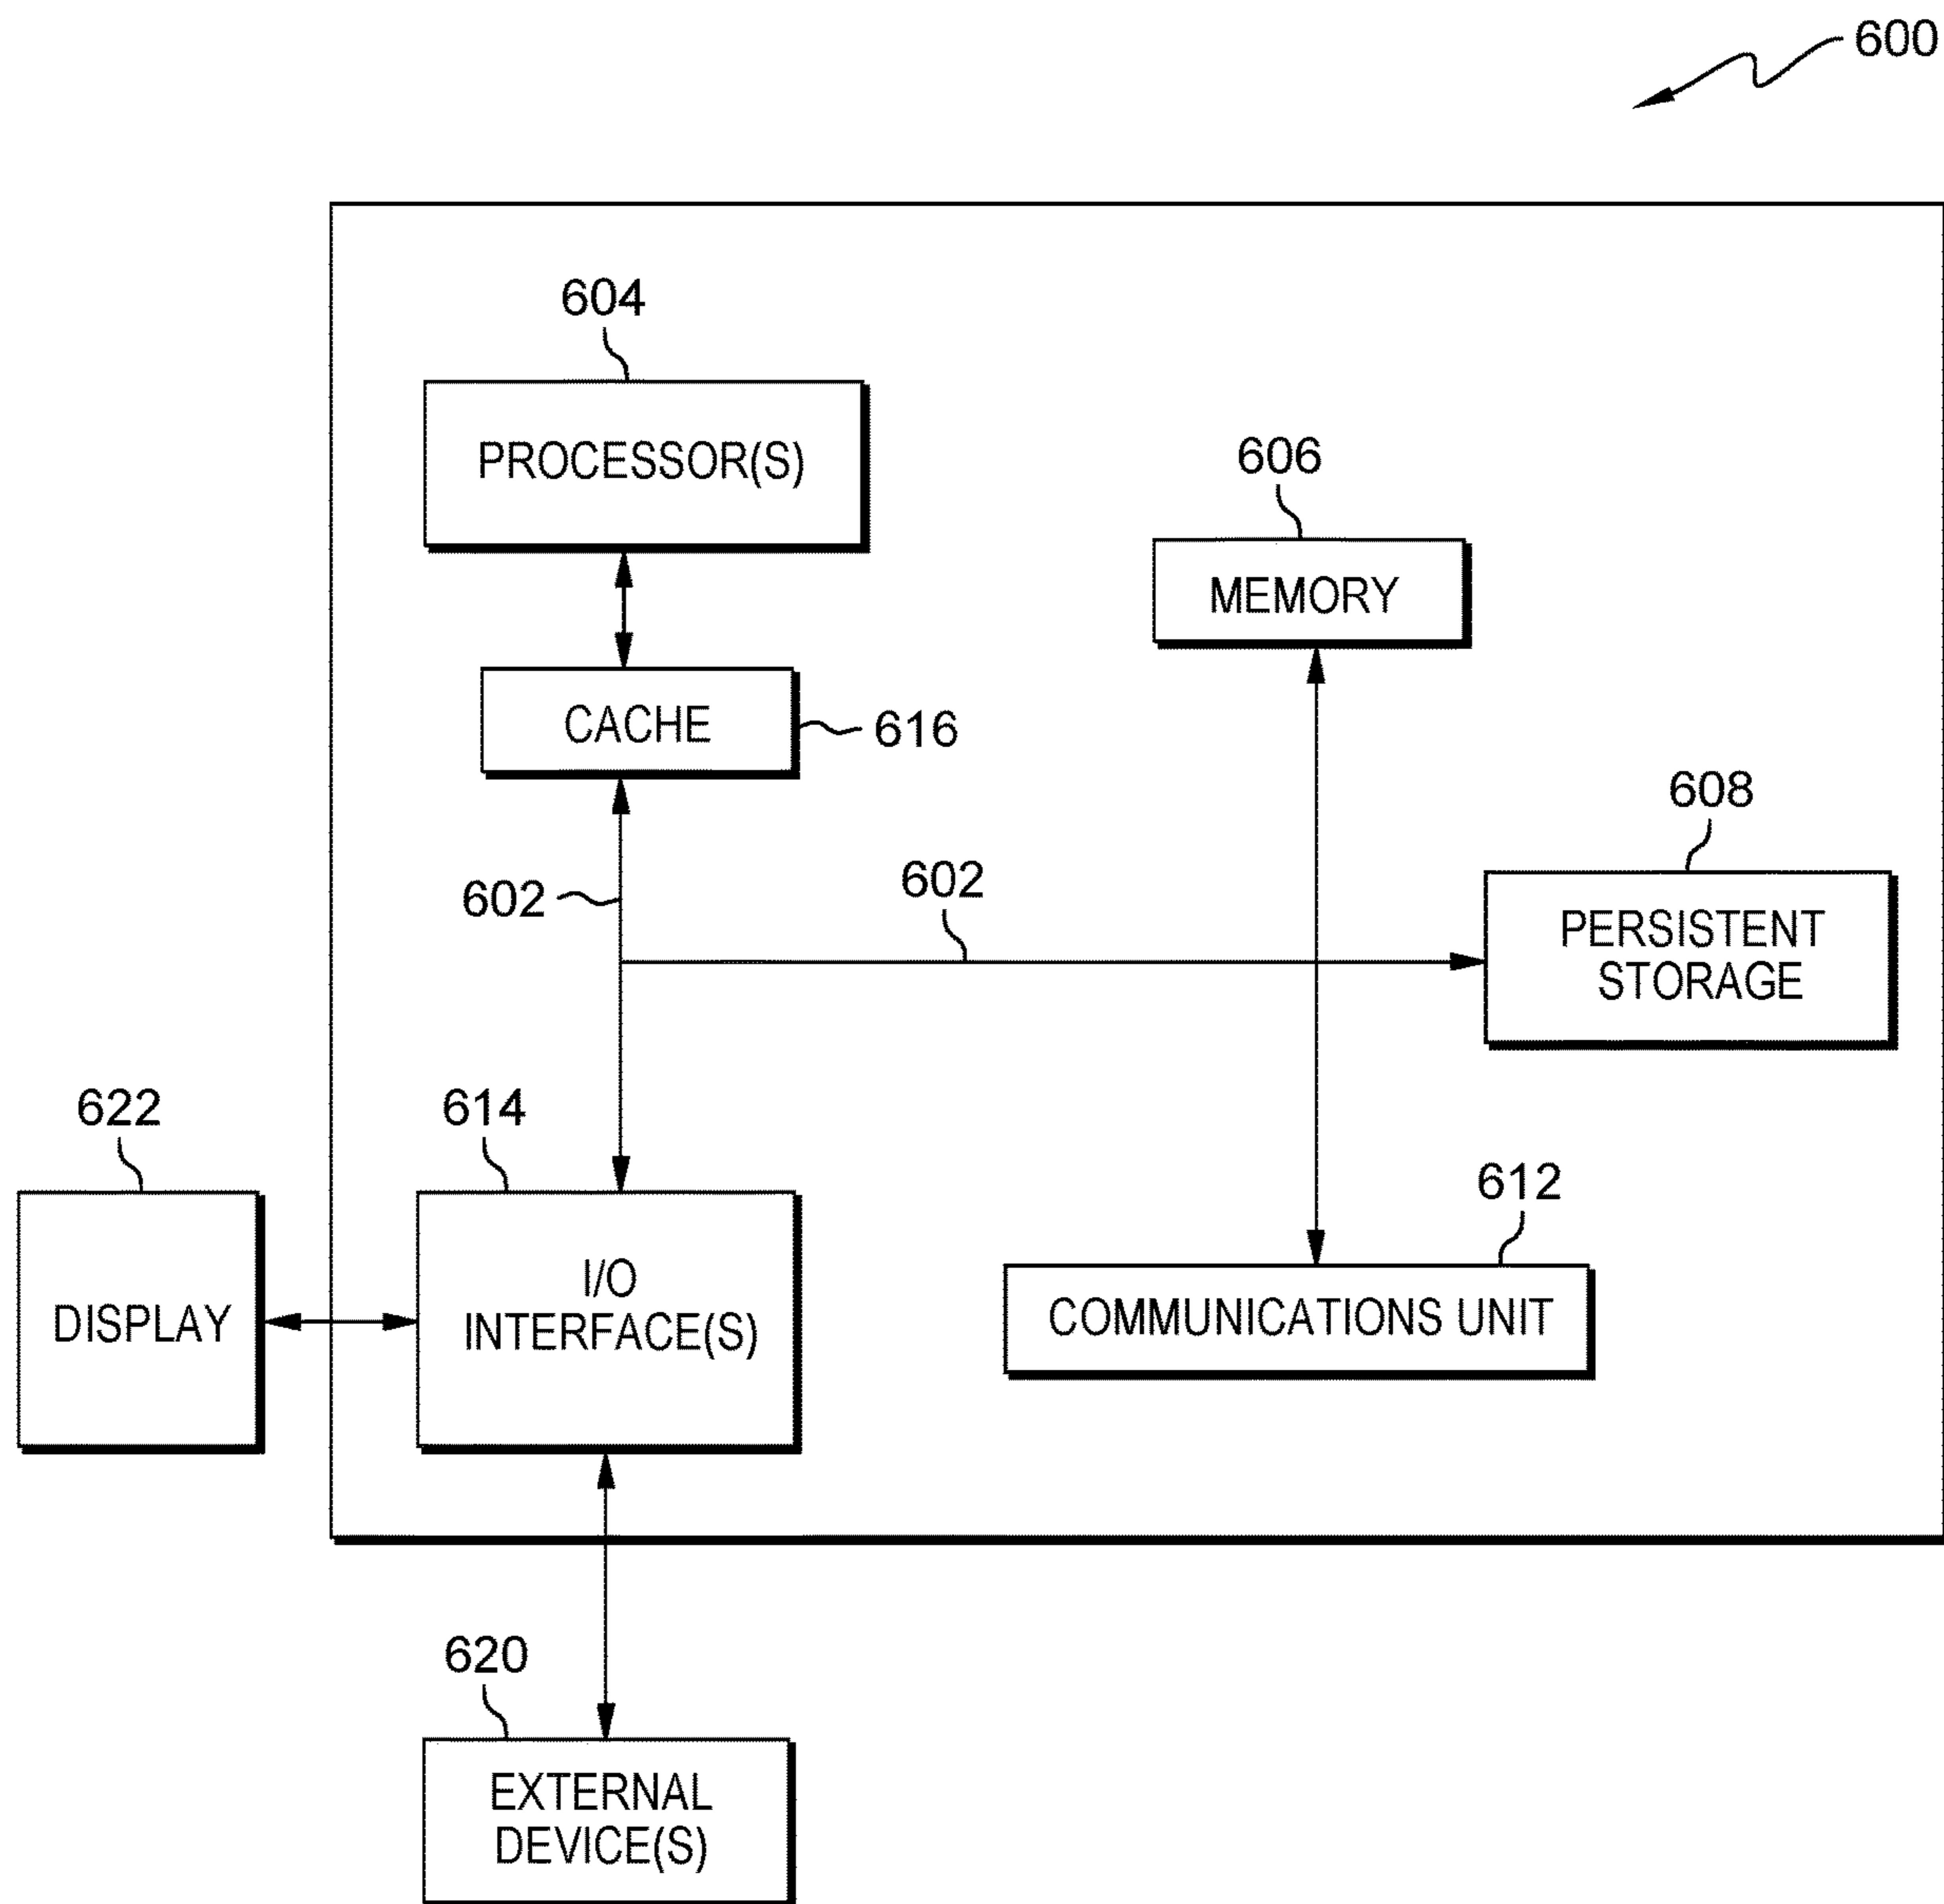 600
604
PROCESSOR(S)
606
MEMORY
CACHE
616
608
602
602
PERSISTENT
STORAGE
622
614
612
DISPLAY
I/O
INTERFACE(S)
COMMUNICATIONS UNIT
620
EXTERNAL
DEVICE(S)